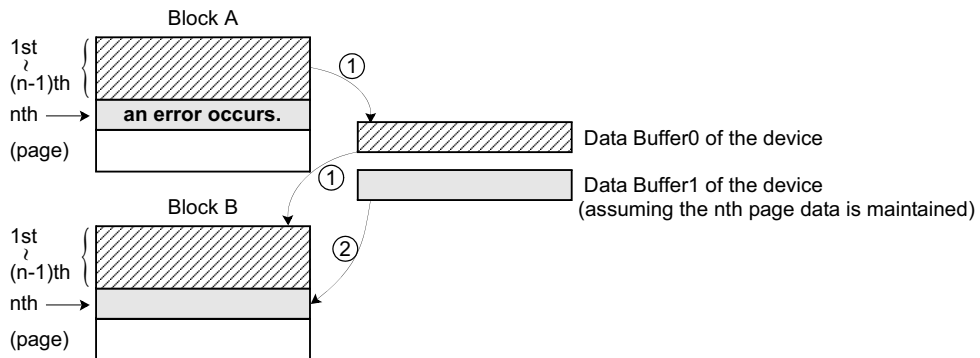 Block A
1st
~
(n-1)th
nth
an error occurs.
(page)
①
Data Buffer0 of the device
①
Data Buffer1 of the device
(assuming the nth page data is maintained)
Block B
1st
~
(n-1)th
②
nth
(page)